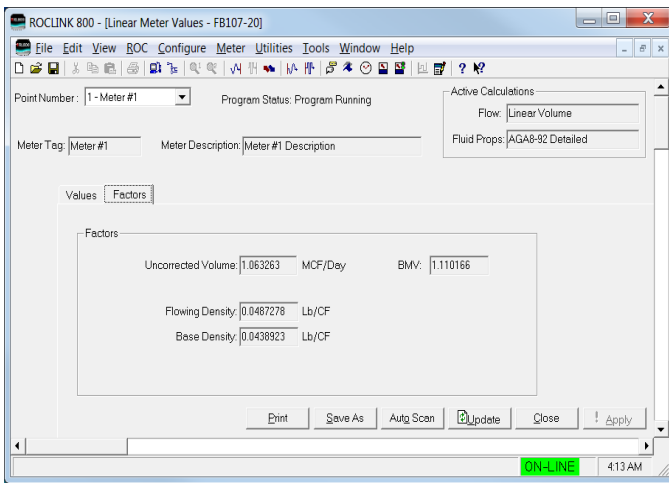 ROCLINK 800 - [Linear Meter Values - FB107-20]
File Edit View ROC Configure Meter Utilities Tools Window Help
Point Number : 1 - Meter #1 Program Status: Program Running
Active Calculations
Flow: Linear Volume
Fluid Props: AGA8-92 Detailed
Meter Tag: Meter #1 Meter Description: Meter #1 Description
Values Factors
Factors
Uncorrected Volume: 1.063263 MCF/Day BMV: 1.110166
Flowing Density: 0.0487278 Lb/CF
Base Density: 0.0438923 Lb/CF
Print Save As Auto Scan Update Close ! Apply
ON-LINE 4:13 AM